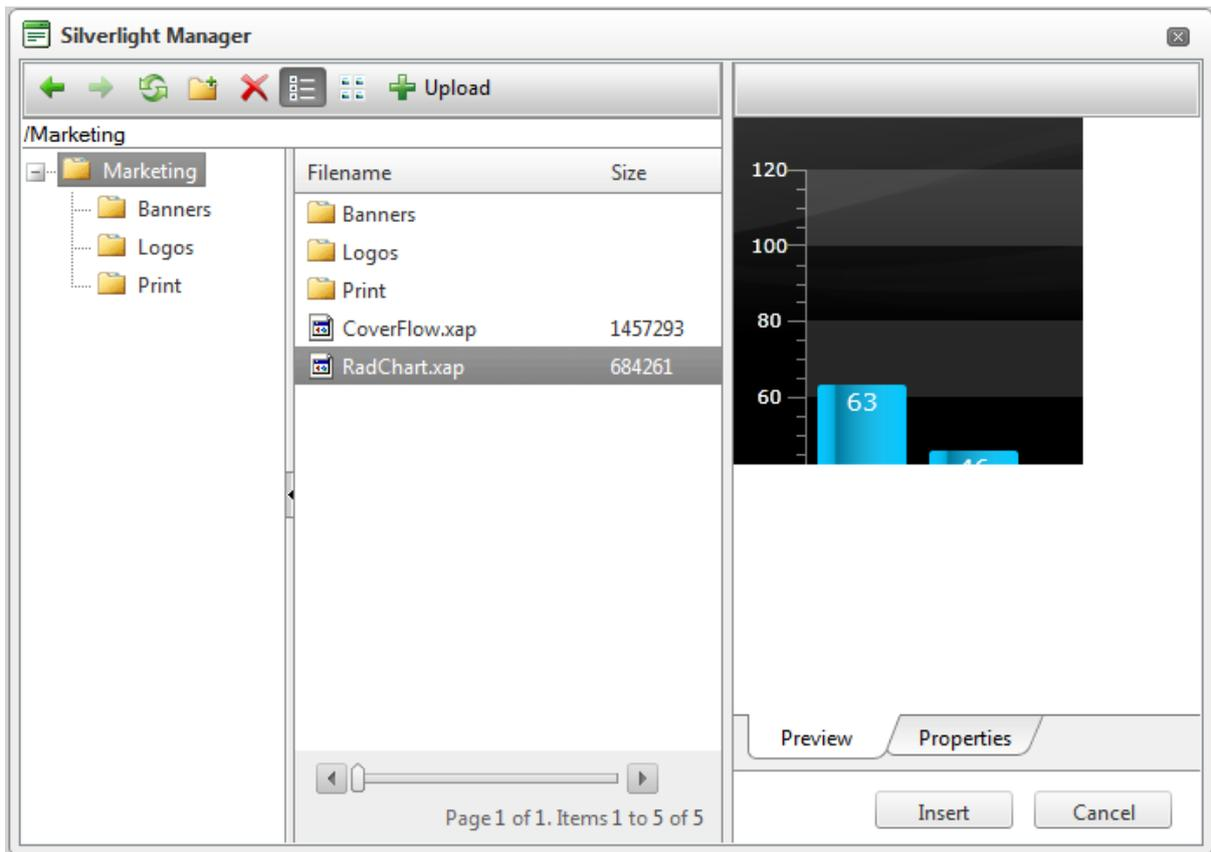 Silverlight Manager
Upload
/Marketing
Marketing
Banners
Logos
Print
Filename Size
Banners
Logos
Print
CoverFlow.xap 1457293
RadChart.xap 684261
Page 1 of 1. Items 1 to 5 of 5
120
100
80
60
63
46
Preview Properties
Insert Cancel